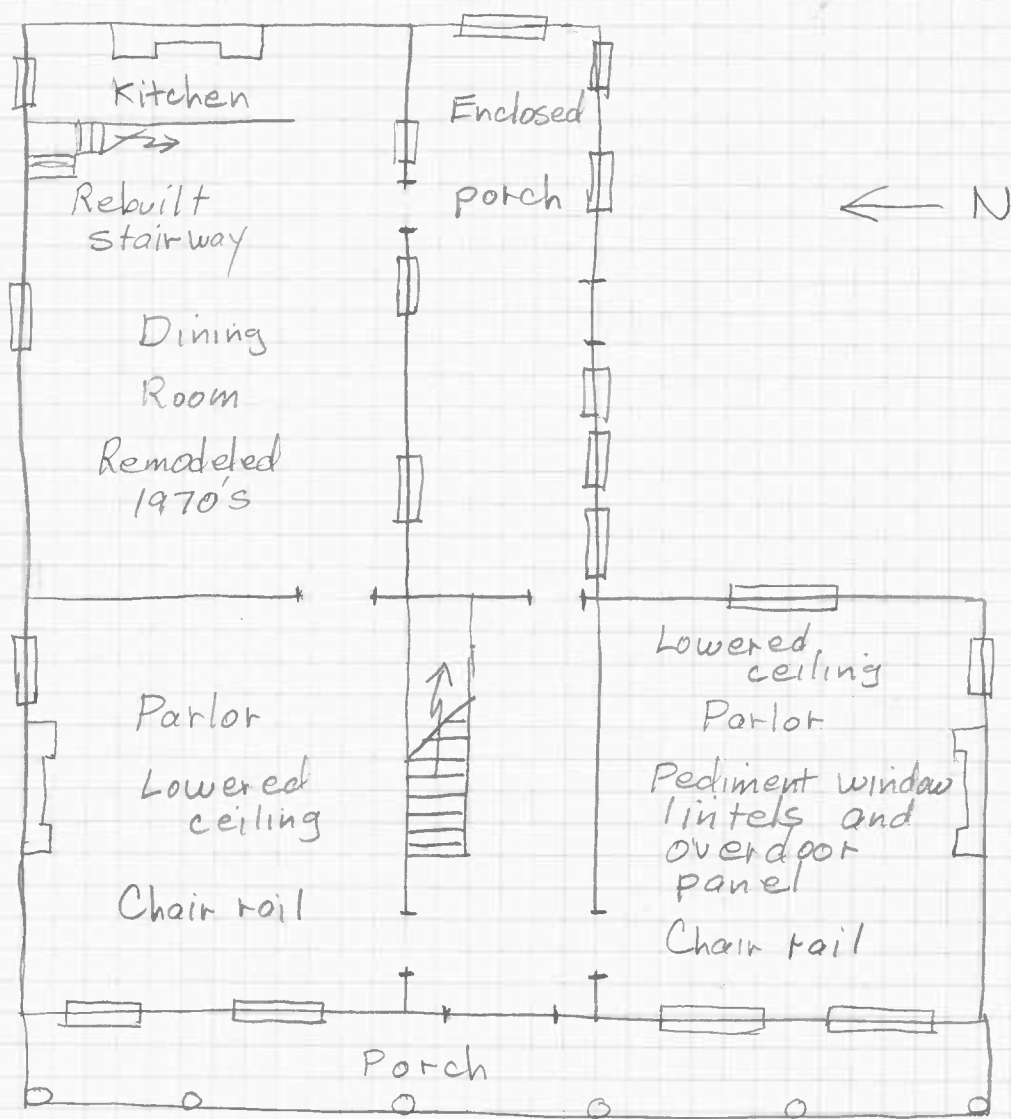 Kitchen
Enclosed
porch
N
Rebuilt
stairway
Dining
Room
Remodeled
1970's
Parlor
Lowered
ceiling
Chair rail
Lowered
ceiling
Parlor
Pediment window
lintels and
overdoor
panel
Chair rail
Porch